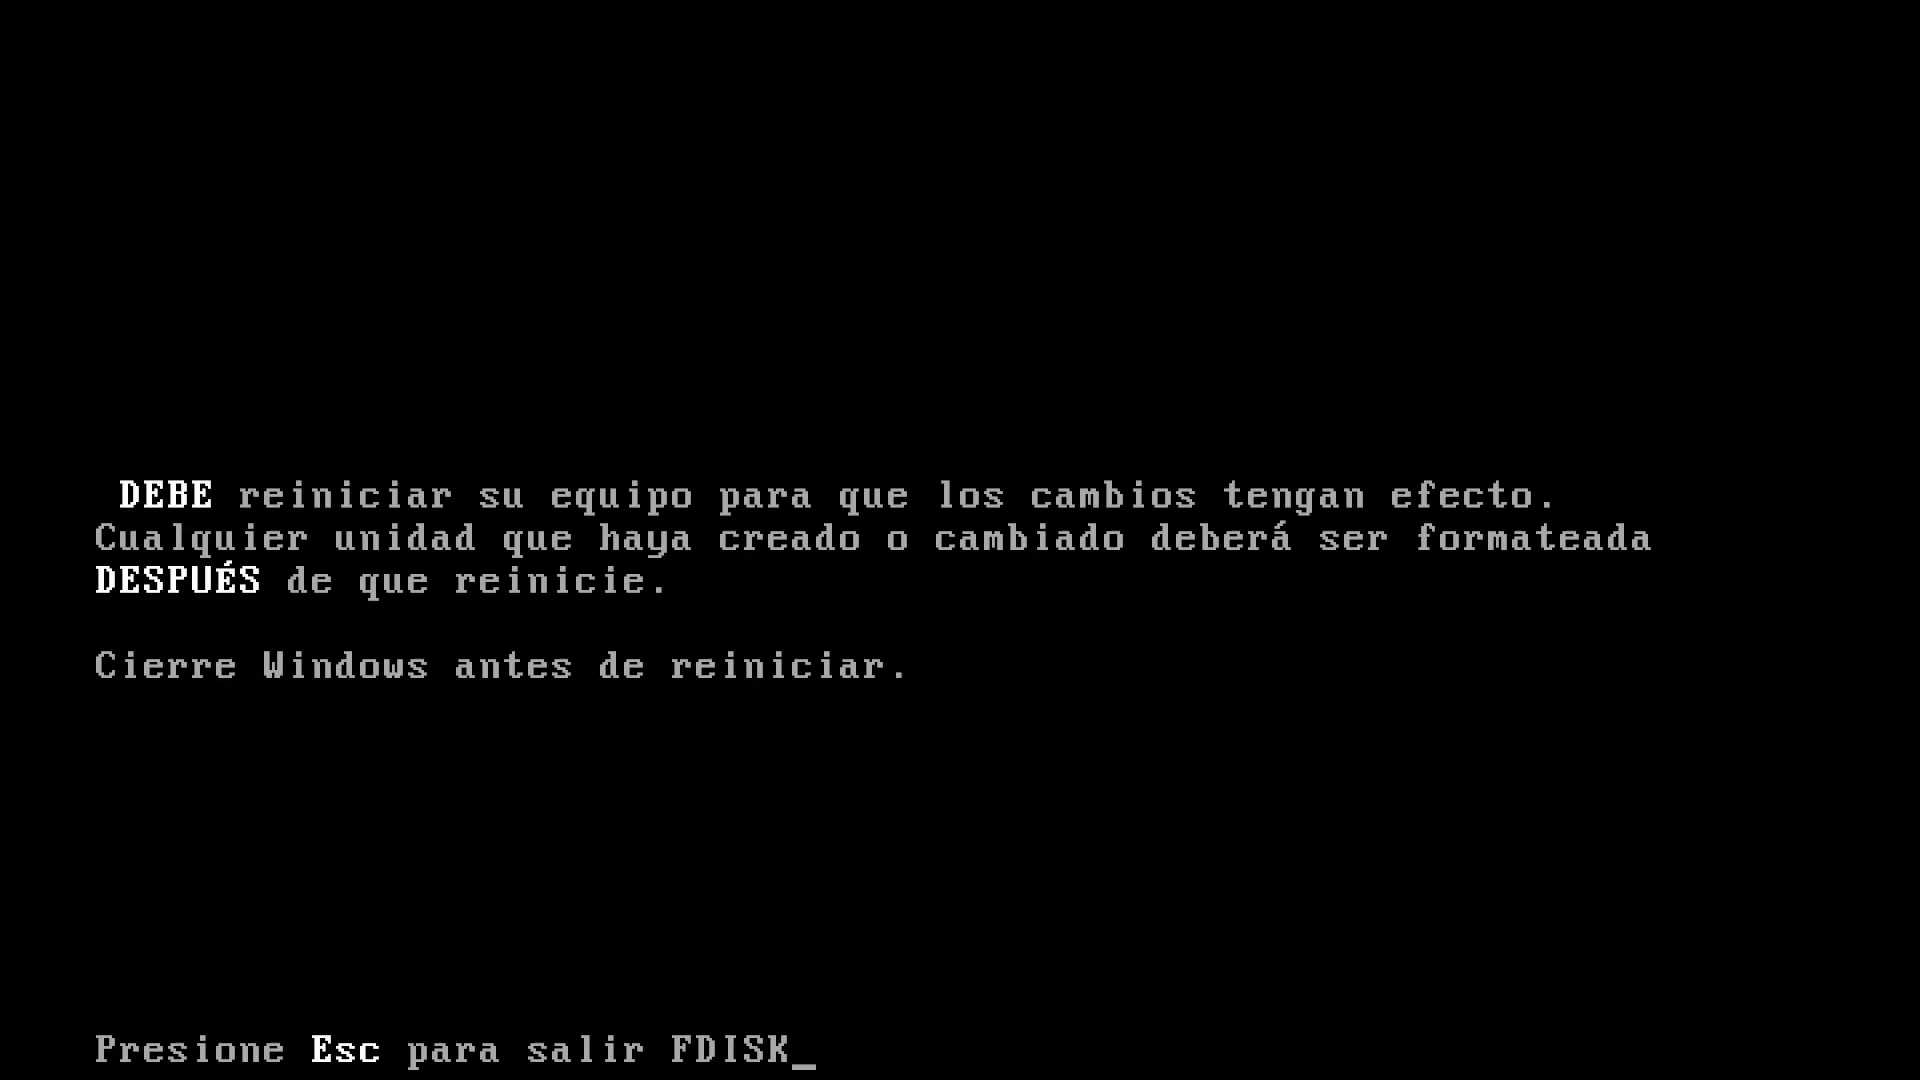 DEBE reiniciar su equipo para que los cambios tengan efecto.
Cualquier unidad que haya creado o cambiado deberá ser formateada
DESPUÉS de que reinicie.
Cierre Windows antes de reiniciar.
Presione Esc para salir FDISK_